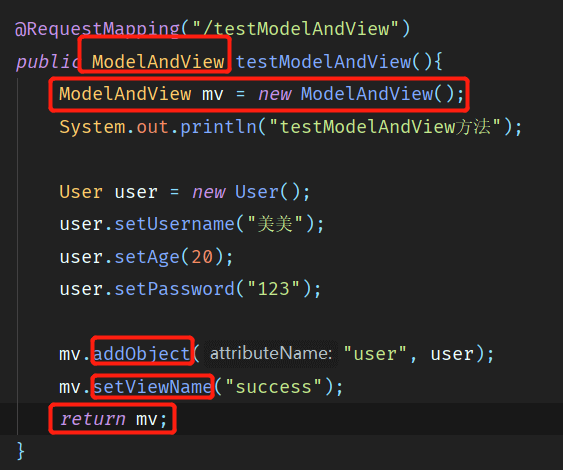 @RequestMapping("/testModelAndView")
public ModelAndView testModelAndView(){
ModelAndView mv = new ModelAndView();
System.out.println("testModelAndView方法");
User user = new User();
user.setUsername("美美");
user.setAge(20);
user.setPassword("123");
mv.addObject( attributeName: "user", user);
mv.setViewName("success");
return mv;
}